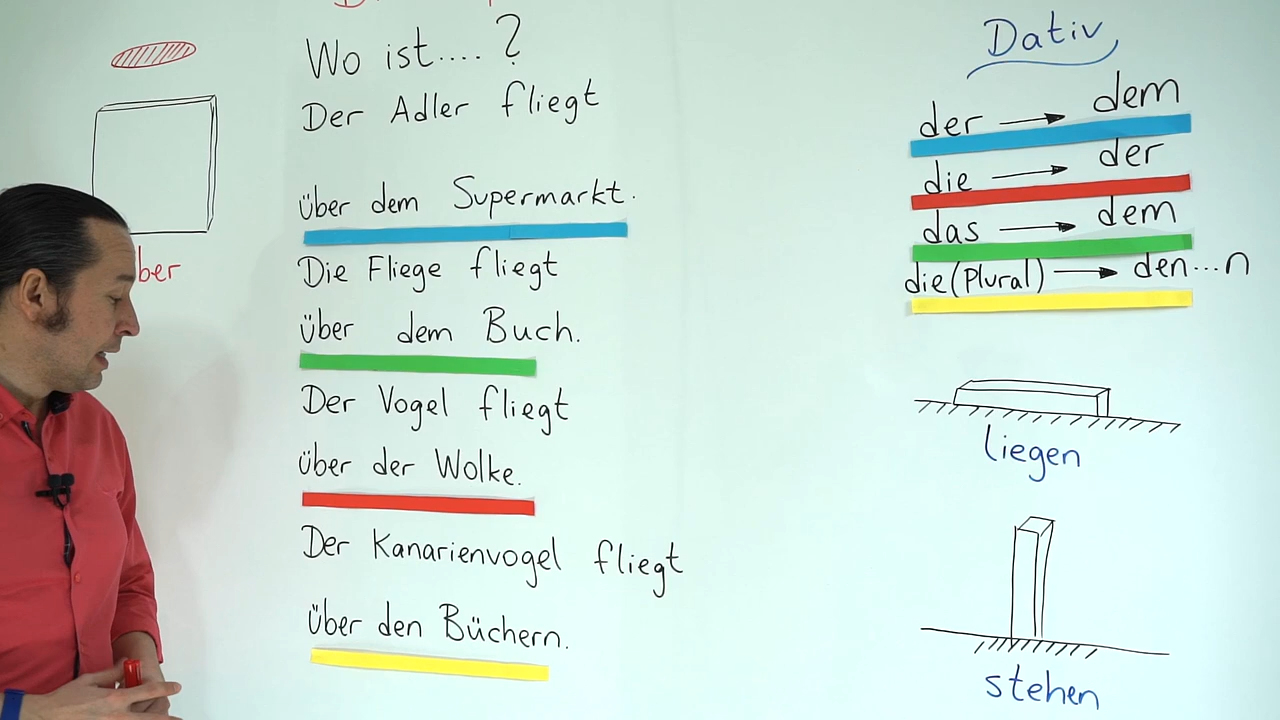 Wo ist....?
Der Adler fliegt
über dem Supermarkt.
Die Fliege fliegt
über dem Buch.
Der Vogel fliegt
über der Wolke.
Der Kanarienvogel fliegt
über den Büchern.
ber
Dativ
der → dem
die → der
das → dem
die (Plural) → den...n
liegen
stehen